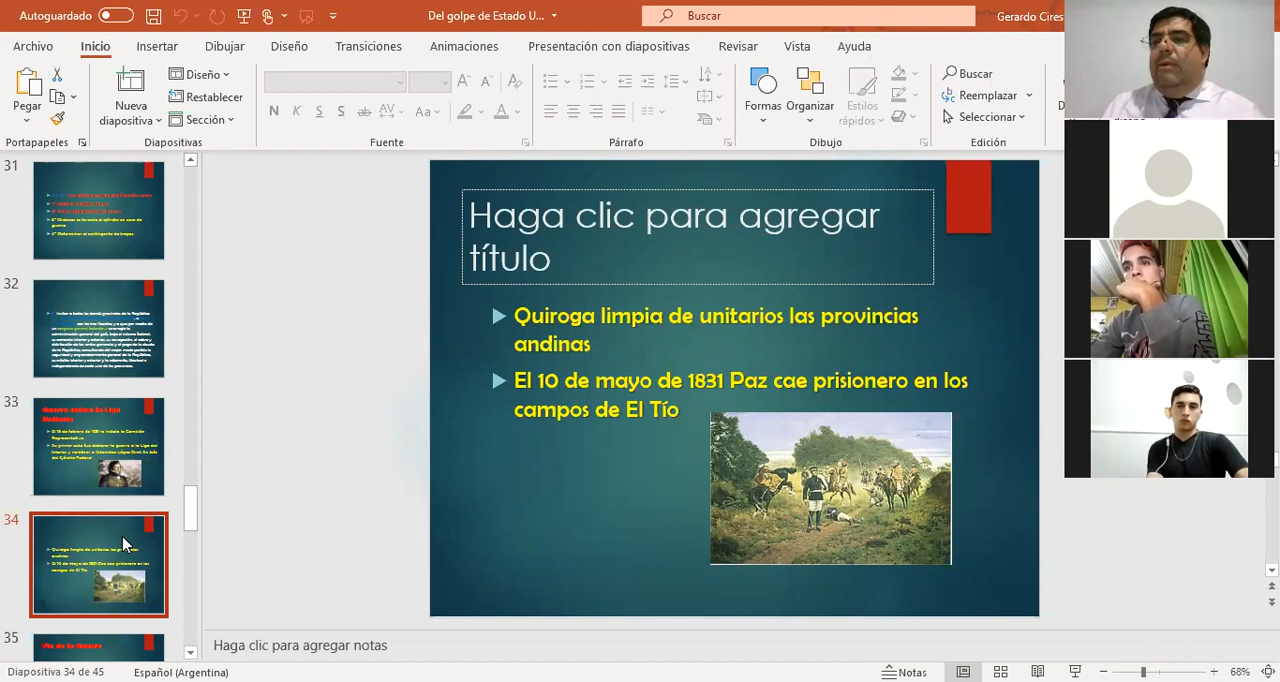 Autoguardado
Del golpe de Estado U...
Buscar
Gerardo Cires
Archivo
Inicio
Insertar
Dibujar
Diseño
Transiciones
Animaciones
Presentación con diapositivas
Revisar
Vista
Ayuda
Pegar
Nueva
diapositiva
Diseño
Restablecer
Sección
N K S S ab AV Aa A
Formas
Organizar
Estilos
rápidos
Buscar
Reemplazar
Seleccionar
Portapapeles
Diapositivas
Fuente
Párrafo
Dibujo
Edición
31
32
33
34
35
Haga clic para agregar
título
Quiroga limpia de unitarios las provincias
andinas
El 10 de mayo de 1831 Paz cae prisionero en los
campos de El Tío
Haga clic para agregar notas
Diapositiva 34 de 45
Español (Argentina)
Notas
68%